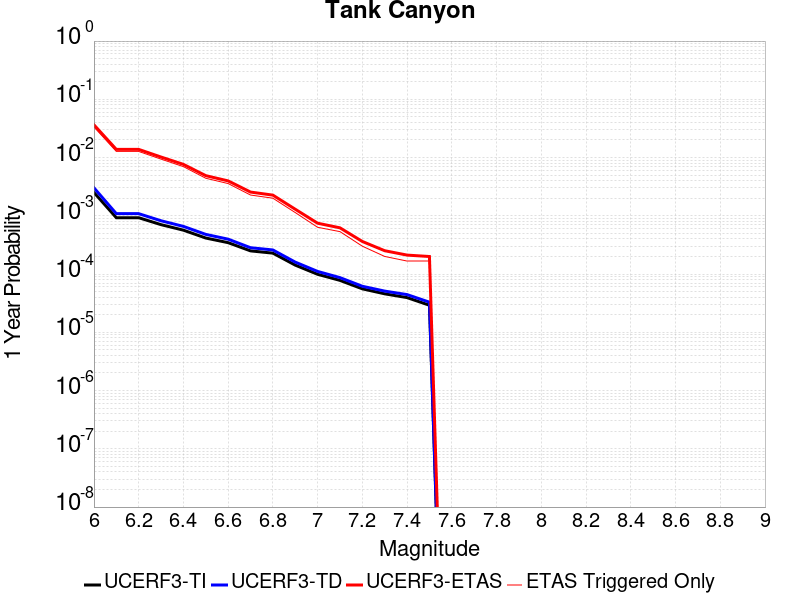 Tank Canyon
10^0
10^-1
10^-2
10^-3
10^-4
10^-5
10^-6
10^-7
10^-8
1 Year Probability
6 6.2 6.4 6.6 6.8 7 7.2 7.4 7.6 7.8 8 8.2 8.4 8.6 8.8 9
Magnitude
UCERF3-TI UCERF3-TD UCERF3-ETAS ETAS Triggered Only